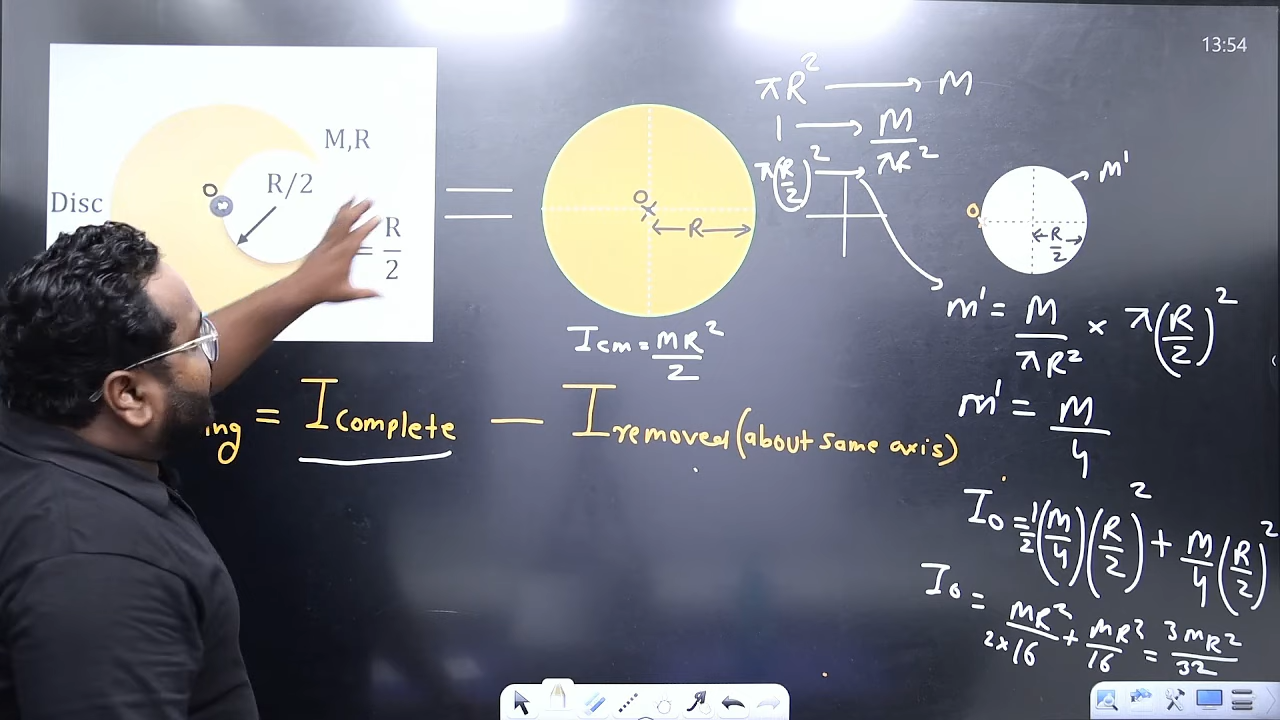 13:54
M,R
O
R/2
Disc
= R/2
O
R
I cm = MR²/2
πR² → M
1 → M/πR²
π(R/2)² →
m'
O
R/2
m' = M/πR² × π(R/2)²
m' = M/4
ing = I complete — I removed (about same axis)
I₀ = 1/2 (M/4)(R/2)² + M/4 (R/2)²
I₀ = MR²/2×16 + MR²/16 = 3MR²/32